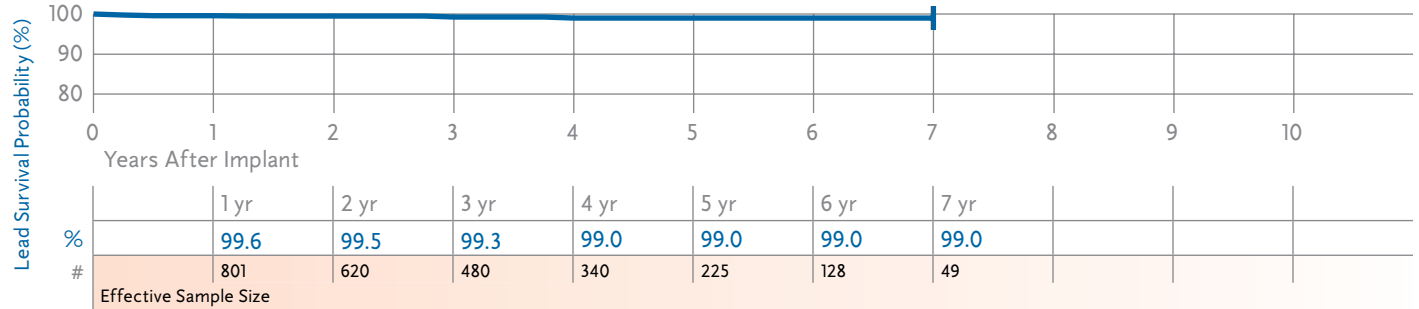 Lead Survival Probability (%)
100
90
80
0 1 2 3 4 5 6 7 8 9 10
Years After Implant
1 yr 2 yr 3 yr 4 yr 5 yr 6 yr 7 yr
% 99.6 99.5 99.3 99.0 99.0 99.0 99.0
# 801 620 480 340 225 128 49
Effective Sample Size